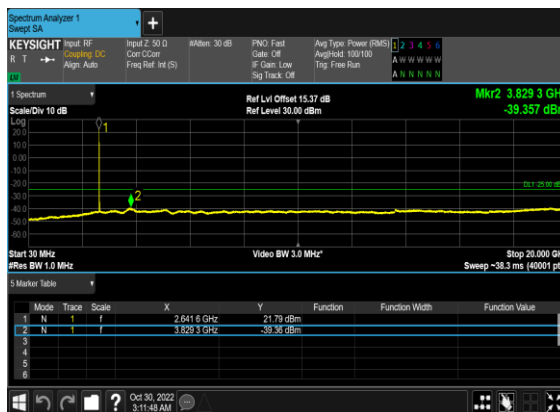 Spectrum Analyzer 1
Swept SA
KEYSIGHT
R T
Input: RF
Coupling: DC
Align: Auto
Input Z: 50 Ω
Corr CCorr
Freq Ref: Int (S)
#Atten: 30 dB
PNO: Fast
Gate: Off
IF Gain: Low
Sig Track: Off
Avg Type: Power (RMS)
Avg|Hold: 100/100
Trig: Free Run
1 2 3 4 5 6
A W W W W W
A N N N N N
1 Spectrum
Scale/Div 10 dB
Ref Lvl Offset 15.37 dB
Ref Level 30.00 dBm
Mkr2 3.829 3 GH
-39.357 dB
Log
20.0
10.0
0.00
-10.0
-20.0
-30.0
-40.0
-50.0
-60.0
1
2
DL1 -25.00 dB
Start 30 MHz
#Res BW 1.0 MHz
Video BW 3.0 MHz*
Stop 20.000 GH
Sweep ~38.3 ms (40001 pt
5 Marker Table
Mode Trace Scale X Y Function Function Width Function Value
1 N 1 f 2.641 6 GHz 21.79 dBm
2 N 1 f 3.829 3 GHz -39.36 dBm
3
4
5
6
?
Oct 30, 2022
3:11:48 AM